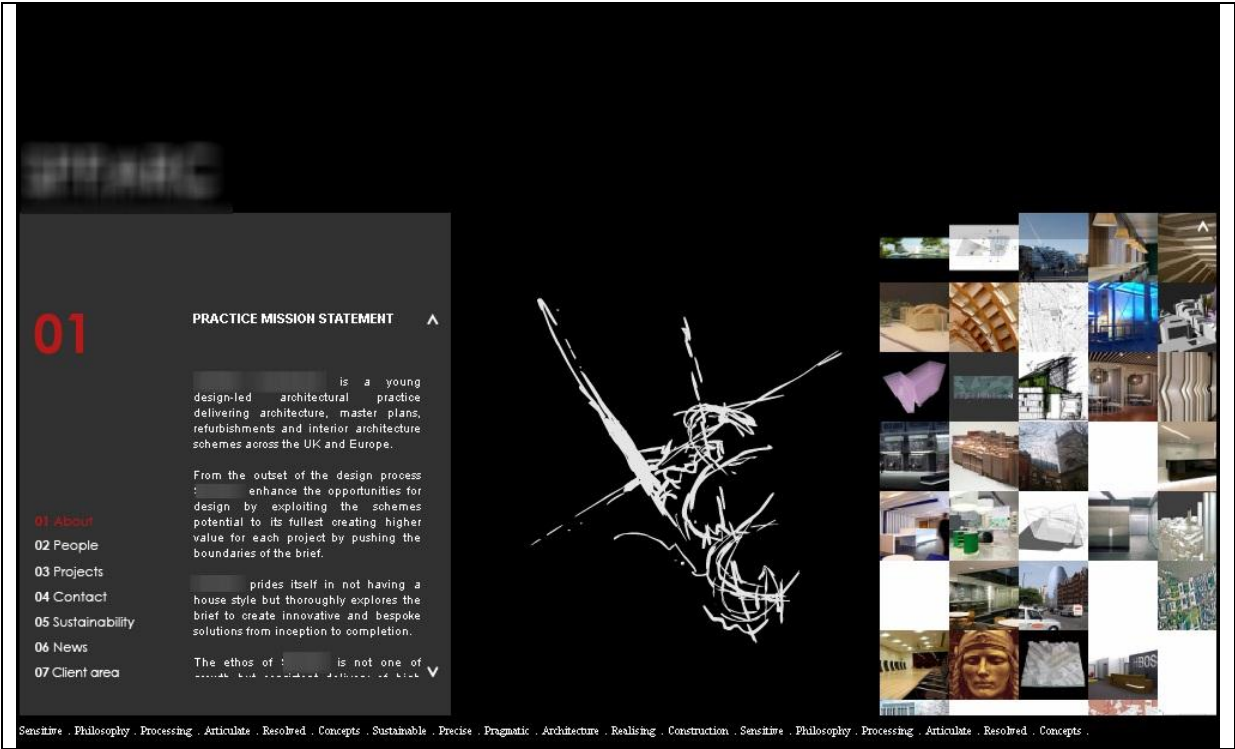 01
PRACTICE MISSION STATEMENT
is a young
design-led architectural practice
delivering architecture, master plans,
refurbishments and interior architecture
schemes across the UK and Europe.
From the outset of the design process
enhance the opportunities for
design by exploiting the schemes
potential to its fullest creating higher
value for each project by pushing the
boundaries of the brief.
prides itself in not having a
house style but thoroughly explores the
brief to create innovative and bespoke
solutions from inception to completion.
The ethos of is not one of
01 About
02 People
03 Projects
04 Contact
05 Sustainability
06 News
07 Client area
HBOS
Sensitive . Philosophy . Processing . Articulate . Resolved . Concepts . Sustainable . Precise . Pragmatic . Architecture . Realising . Construction . Sensitive . Philosophy . Processing . Articulate . Resolved . Concepts .